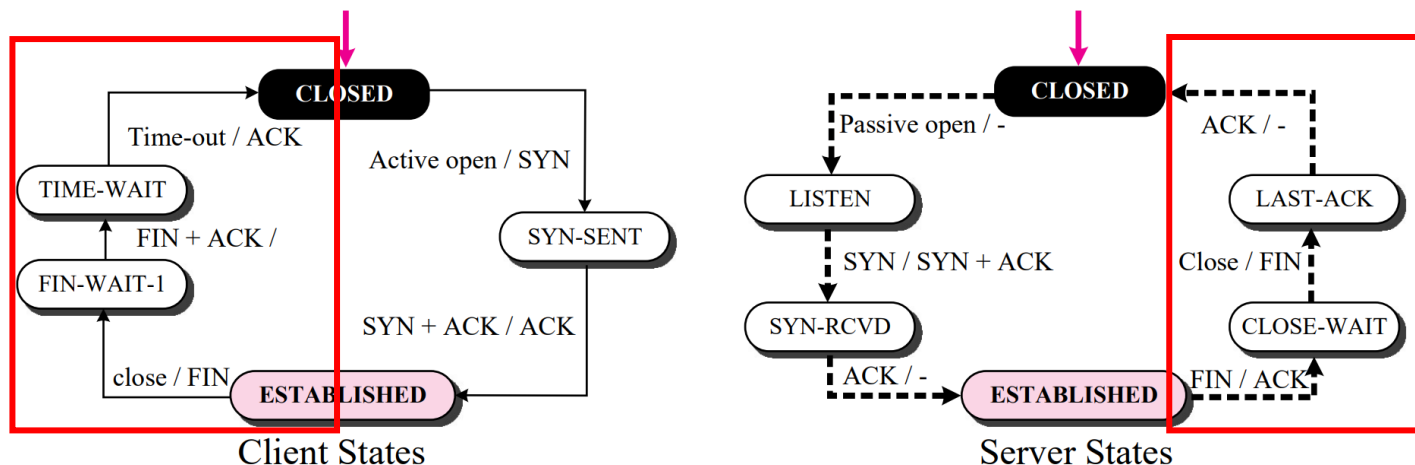 CLOSED
Time-out / ACK
Active open / SYN
TIME-WAIT
SYN-SENT
FIN + ACK /
FIN-WAIT-1
SYN + ACK / ACK
close / FIN
ESTABLISHED
Client States
CLOSED
Passive open / -
ACK / -
LISTEN
LAST-ACK
SYN / SYN + ACK
Close / FIN
SYN-RCVD
CLOSE-WAIT
ACK / -
FIN / ACK
ESTABLISHED
Server States